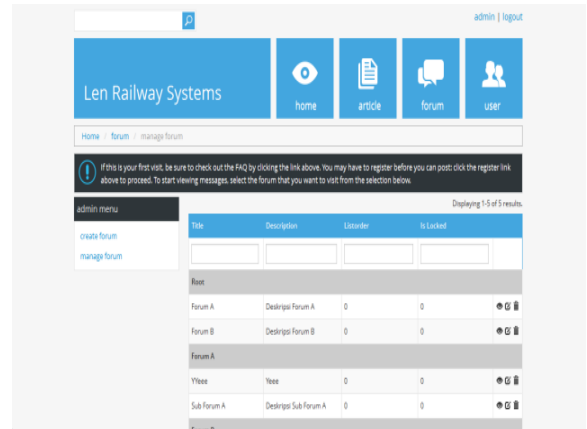 admin | logout
Len Railway Systems
home
article
forum
user
Home / forum / manage forum
If this is your first visit, be sure to check out the FAQ by clicking the link above. You may have to register before you can post: click the register link
above to proceed. To start viewing messages, select the forum that you want to visit from the selection below.
Displaying 1-5 of 5 results.
admin menu
create forum
manage forum
Title Description Listorder Is Locked
Root
Forum A Deskripsi Forum A 0 0
Forum B Deskripsi Forum B 0 0
Forum A
YYeee Yeee 0 0
Sub Forum A Deskripsi Sub Forum A 0 0